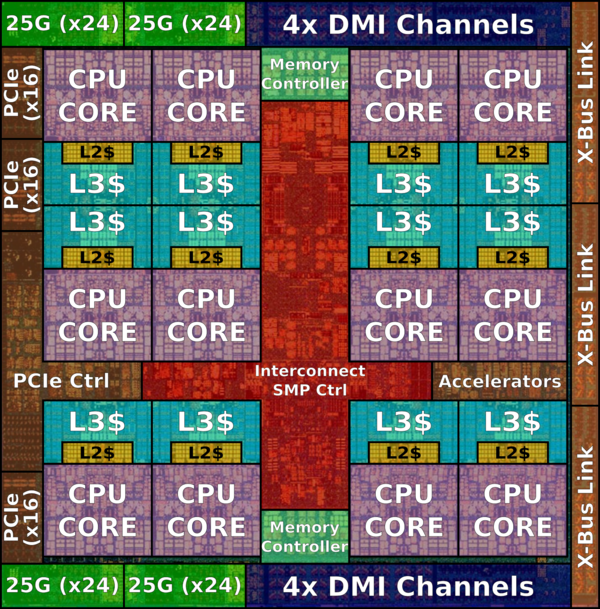 25G (x24) 25G (x24) 4x DMI Channels
PCIe
(x16)
CPU
CORE
CPU
CORE
Memory
Controller
CPU
CORE
CPU
CORE
X-Bus Link
PCIe
(x16)
L2$ L2$ L2$ L2$
L3$ L3$ L3$ L3$
L3$ L3$ L3$ L3$
L2$ L2$ L2$ L2$
X-Bus Link
CPU
CORE
CPU
CORE
CPU
CORE
CPU
CORE
PCIe Ctrl
Interconnect
SMP Ctrl
Accelerators
L3$ L3$ L3$ L3$
L2$ L2$ L2$ L2$
X-Bus Link
PCIe
(x16)
CPU
CORE
CPU
CORE
Memory
Controller
CPU
CORE
CPU
CORE
25G (x24) 25G (x24) 4x DMI Channels